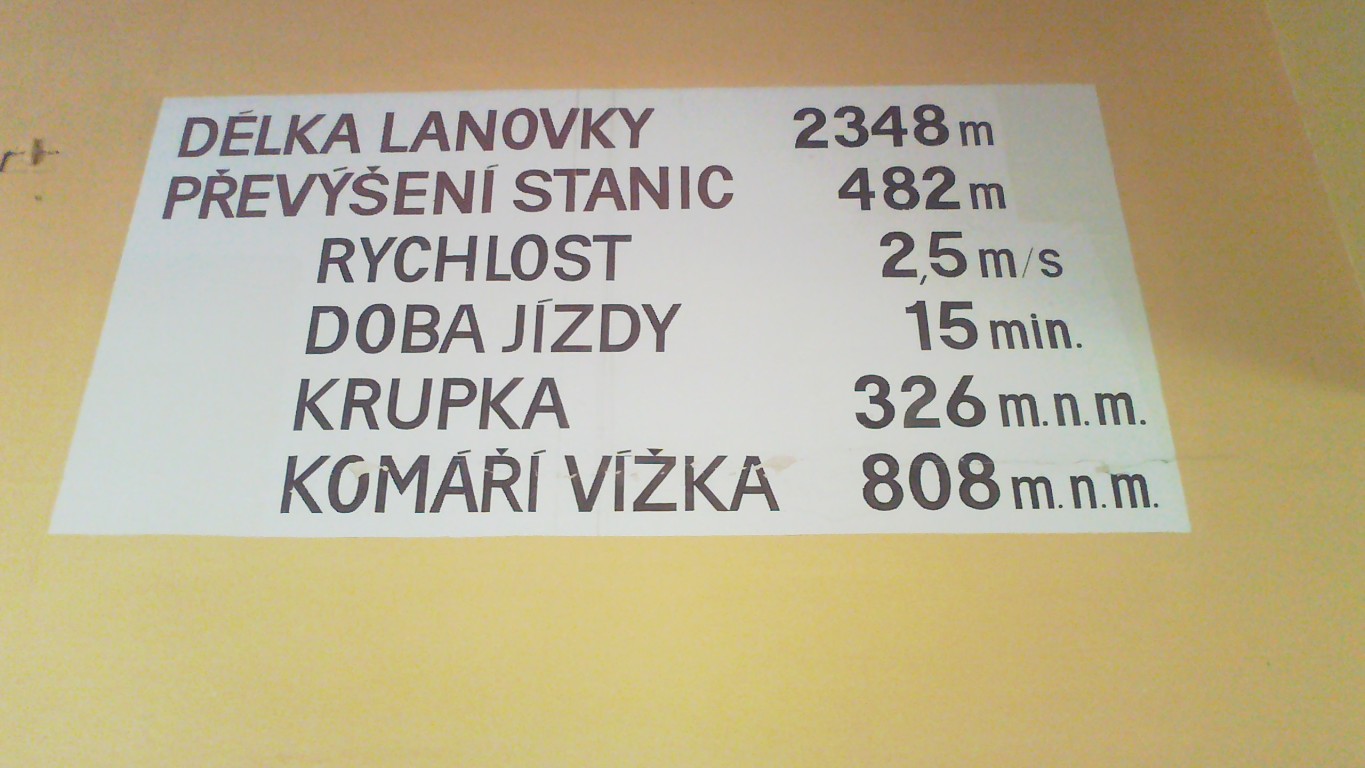 DÉLKA LANOVKY 2348 m
PŘEVÝŠENÍ STANIC 482 m
RYCHLOST 2,5 m/s
DOBA JÍZDY 15 min.
KRUPKA 326 m.n.m.
KOMÁŘÍ VÍŽKA 808 m.n.m.